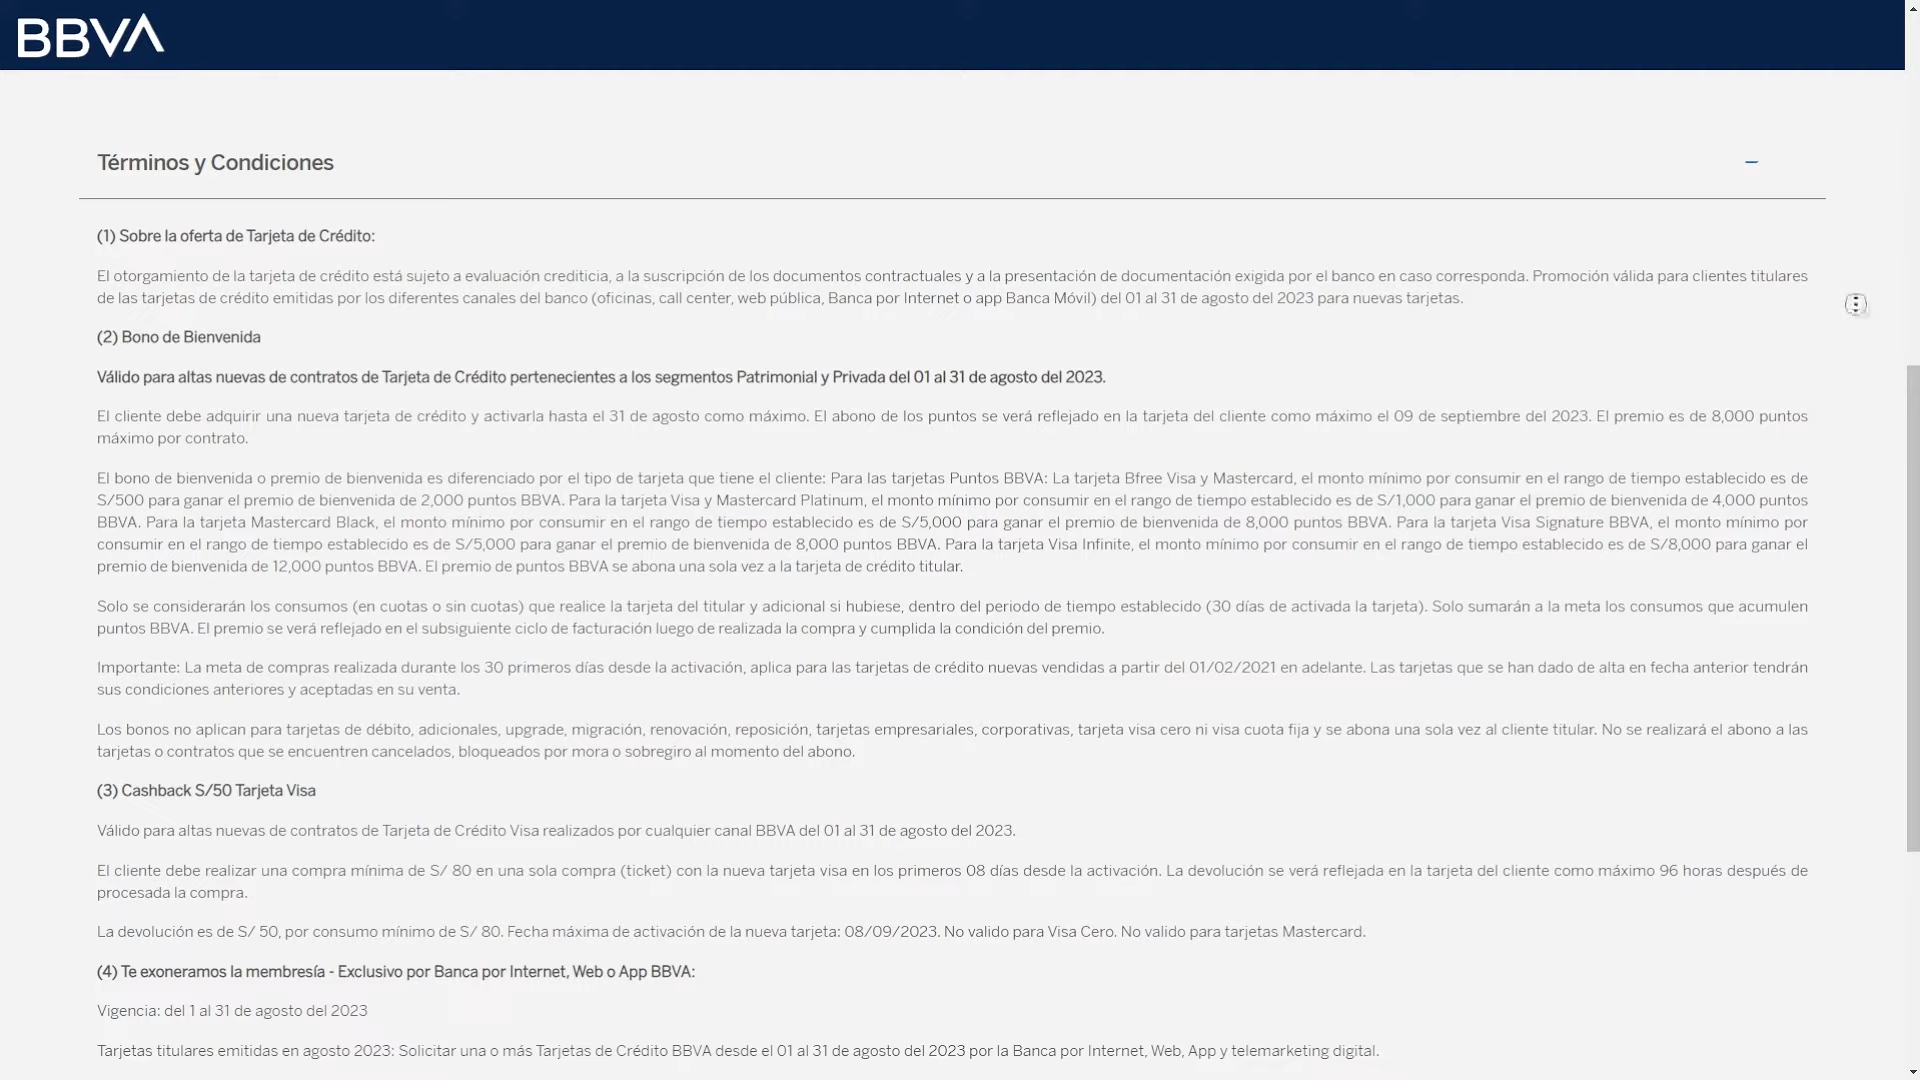 BBVA
Términos y Condiciones
(1) Sobre la oferta de Tarjeta de Crédito:
El otorgamiento de la tarjeta de crédito está sujeto a evaluación crediticia, a la suscripción de los documentos contractuales y a la presentación de documentación exigida por el banco en caso corresponda. Promoción válida para clientes titulares
de las tarjetas de crédito emitidas por los diferentes canales del banco (oficinas, call center, web pública, Banca por Internet o app Banca Móvil) del 01 al 31 de agosto del 2023 para nuevas tarjetas.
(2) Bono de Bienvenida
Válido para altas nuevas de contratos de Tarjeta de Crédito pertenecientes a los segmentos Patrimonial y Privada del 01 al 31 de agosto del 2023.
El cliente debe adquirir una nueva tarjeta de crédito y activarla hasta el 31 de agosto como máximo. El abono de los puntos se verá reflejado en la tarjeta del cliente como máximo el 09 de septiembre del 2023. El premio es de 8,000 puntos
máximo por contrato.
El bono de bienvenida o premio de bienvenida es diferenciado por el tipo de tarjeta que tiene el cliente: Para las tarjetas Puntos BBVA: La tarjeta Bfree Visa y Mastercard, el monto mínimo por consumir en el rango de tiempo establecido es de
S/500 para ganar el premio de bienvenida de 2,000 puntos BBVA. Para la tarjeta Visa y Mastercard Platinum, el monto mínimo por consumir en el rango de tiempo establecido es de S/1,000 para ganar el premio de bienvenida de 4,000 puntos
BBVA. Para la tarjeta Mastercard Black, el monto mínimo por consumir en el rango de tiempo establecido es de S/5,000 para ganar el premio de bienvenida de 8,000 puntos BBVA. Para la tarjeta Visa Signature BBVA, el monto mínimo por
consumir en el rango de tiempo establecido es de S/5,000 para ganar el premio de bienvenida de 8,000 puntos BBVA. Para la tarjeta Visa Infinite, el monto mínimo por consumir en el rango de tiempo establecido es de S/8,000 para ganar el
premio de bienvenida de 12,000 puntos BBVA. El premio de puntos BBVA se abona una sola vez a la tarjeta de crédito titular.
Solo se considerarán los consumos (en cuotas o sin cuotas) que realice la tarjeta del titular y adicional si hubiese, dentro del periodo de tiempo establecido (30 días de activada la tarjeta). Solo sumarán a la meta los consumos que acumulen
puntos BBVA. El premio se verá reflejado en el subsiguiente ciclo de facturación luego de realizada la compra y cumplida la condición del premio.
Importante: La meta de compras realizada durante los 30 primeros días desde la activación, aplica para las tarjetas de crédito nuevas vendidas a partir del 01/02/2021 en adelante. Las tarjetas que se han dado de alta en fecha anterior tendrán
sus condiciones anteriores y aceptadas en su venta.
Los bonos no aplican para tarjetas de débito, adicionales, upgrade, migración, renovación, reposición, tarjetas empresariales, corporativas, tarjeta visa cero ni visa cuota fija y se abona una sola vez al cliente titular. No se realizará el abono a las
tarjetas o contratos que se encuentren cancelados, bloqueados por mora o sobregiro al momento del abono.
(3) Cashback S/50 Tarjeta Visa
Válido para altas nuevas de contratos de Tarjeta de Crédito Visa realizados por cualquier canal BBVA del 01 al 31 de agosto del 2023.
El cliente debe realizar una compra mínima de S/ 80 en una sola compra (ticket) con la nueva tarjeta visa en los primeros 08 días desde la activación. La devolución se verá reflejada en la tarjeta del cliente como máximo 96 horas después de
procesada la compra.
La devolución es de S/ 50, por consumo mínimo de S/ 80. Fecha máxima de activación de la nueva tarjeta: 08/09/2023. No valido para Visa Cero. No valido para tarjetas Mastercard.
(4) Te exoneramos la membresía - Exclusivo por Banca por Internet, Web o App BBVA:
Vigencia: del 1 al 31 de agosto del 2023
Tarjetas titulares emitidas en agosto 2023: Solicitar una o más Tarjetas de Crédito BBVA desde el 01 al 31 de agosto del 2023 por la Banca por Internet, Web, App y telemarketing digital.